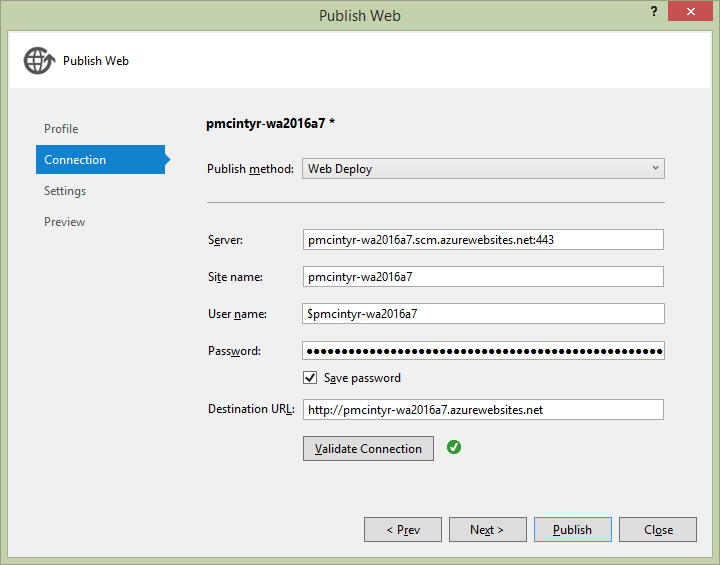 Publish Web
?
Publish Web
Profile
Connection
Settings
Preview
pmcintyr-wa2016a7 *
Publish method: Web Deploy
Server: pmcintyr-wa2016a7.scm.azurewebsites.net:443
Site name: pmcintyr-wa2016a7
User name: $pmcintyr-wa2016a7
Password: ●●●●●●●●●●●●●●●●●●●●●●●●●●●●●●●●●●●●●●●●●●●●●●●●●●●
Save password
Destination URL: http://pmcintyr-wa2016a7.azurewebsites.net
Validate Connection
< Prev Next > Publish Close